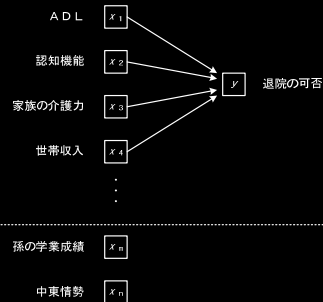 ADL x1
認知機能 x2
y 退院の可否
家族の介護力 x3
世帯収入 x4
孫の学業成績 xm
中東情勢 xn